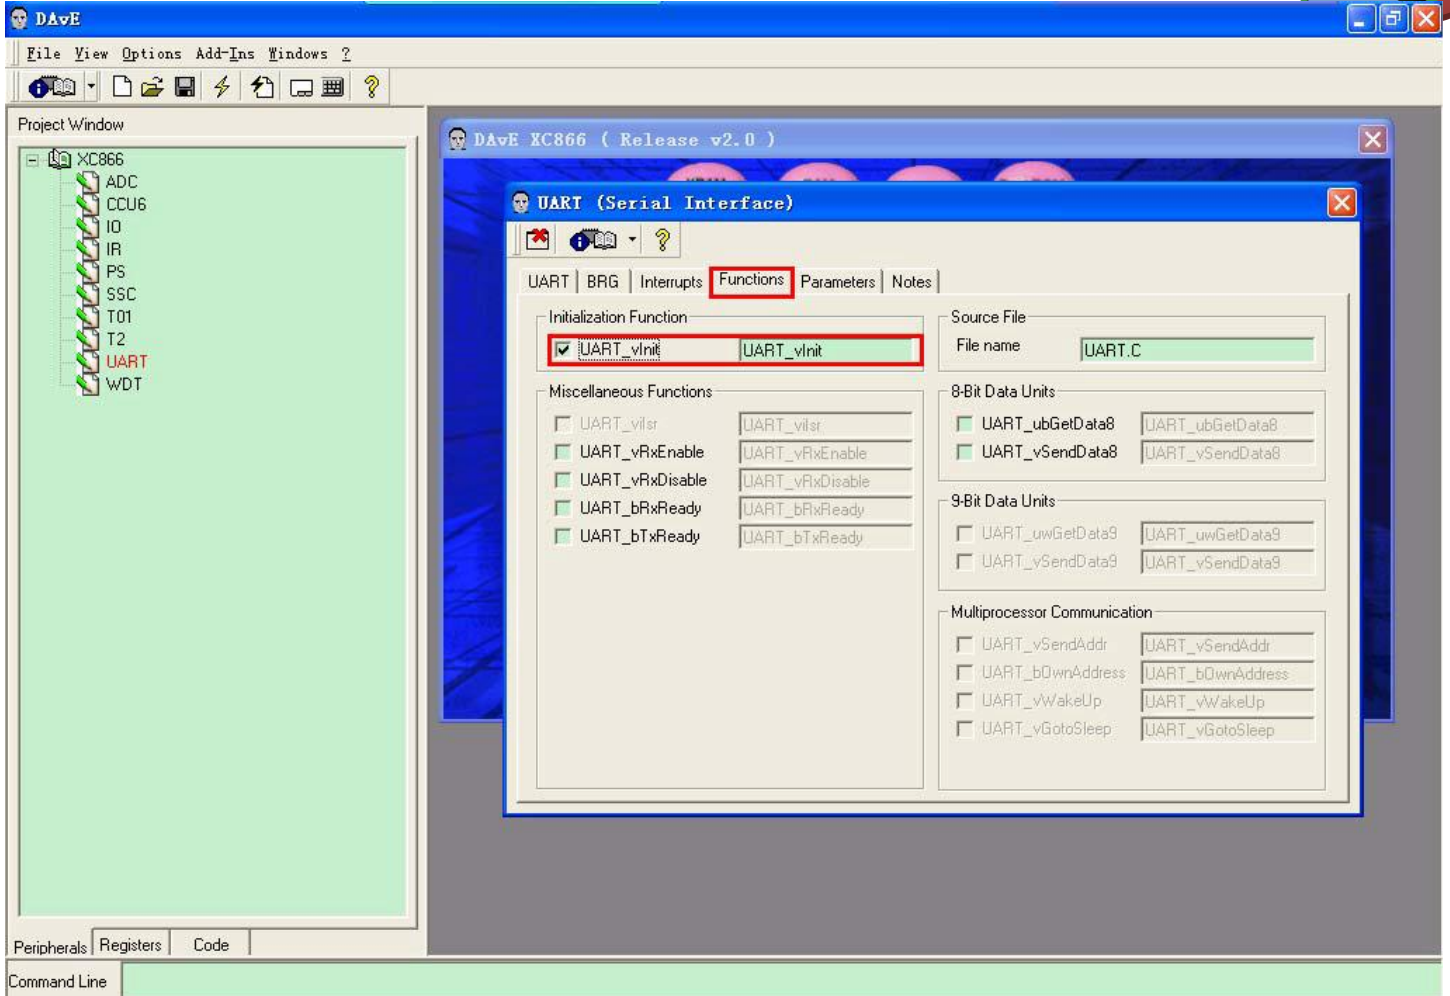 DAvE
File View Options Add-Ins Windows ?
Project Window
XC866
ADC
CCU6
IO
IR
PS
SSC
T01
T2
UART
WDT
Peripherals Registers Code
Command Line
DAvE XC866 ( Release v2.0 )
UART (Serial Interface)
UART BRG Interrupts Functions Parameters Notes
Initialization Function
UART_vInit UART_vInit
Miscellaneous Functions
UART_viIsr UART_viIsr
UART_vRxEnable UART_vRxEnable
UART_vRxDisable UART_vRxDisable
UART_bRxReady UART_bRxReady
UART_bTxReady UART_bTxReady
Source File
File name UART.C
8-Bit Data Units
UART_ubGetData8 UART_ubGetData8
UART_vSendData8 UART_vSendData8
9-Bit Data Units
UART_uwGetData9 UART_uwGetData9
UART_vSendData9 UART_vSendData9
Multiprocessor Communication
UART_vSendAddr UART_vSendAddr
UART_bOwnAddress UART_bOwnAddress
UART_vWakeUp UART_vWakeUp
UART_vGotoSleep UART_vGotoSleep